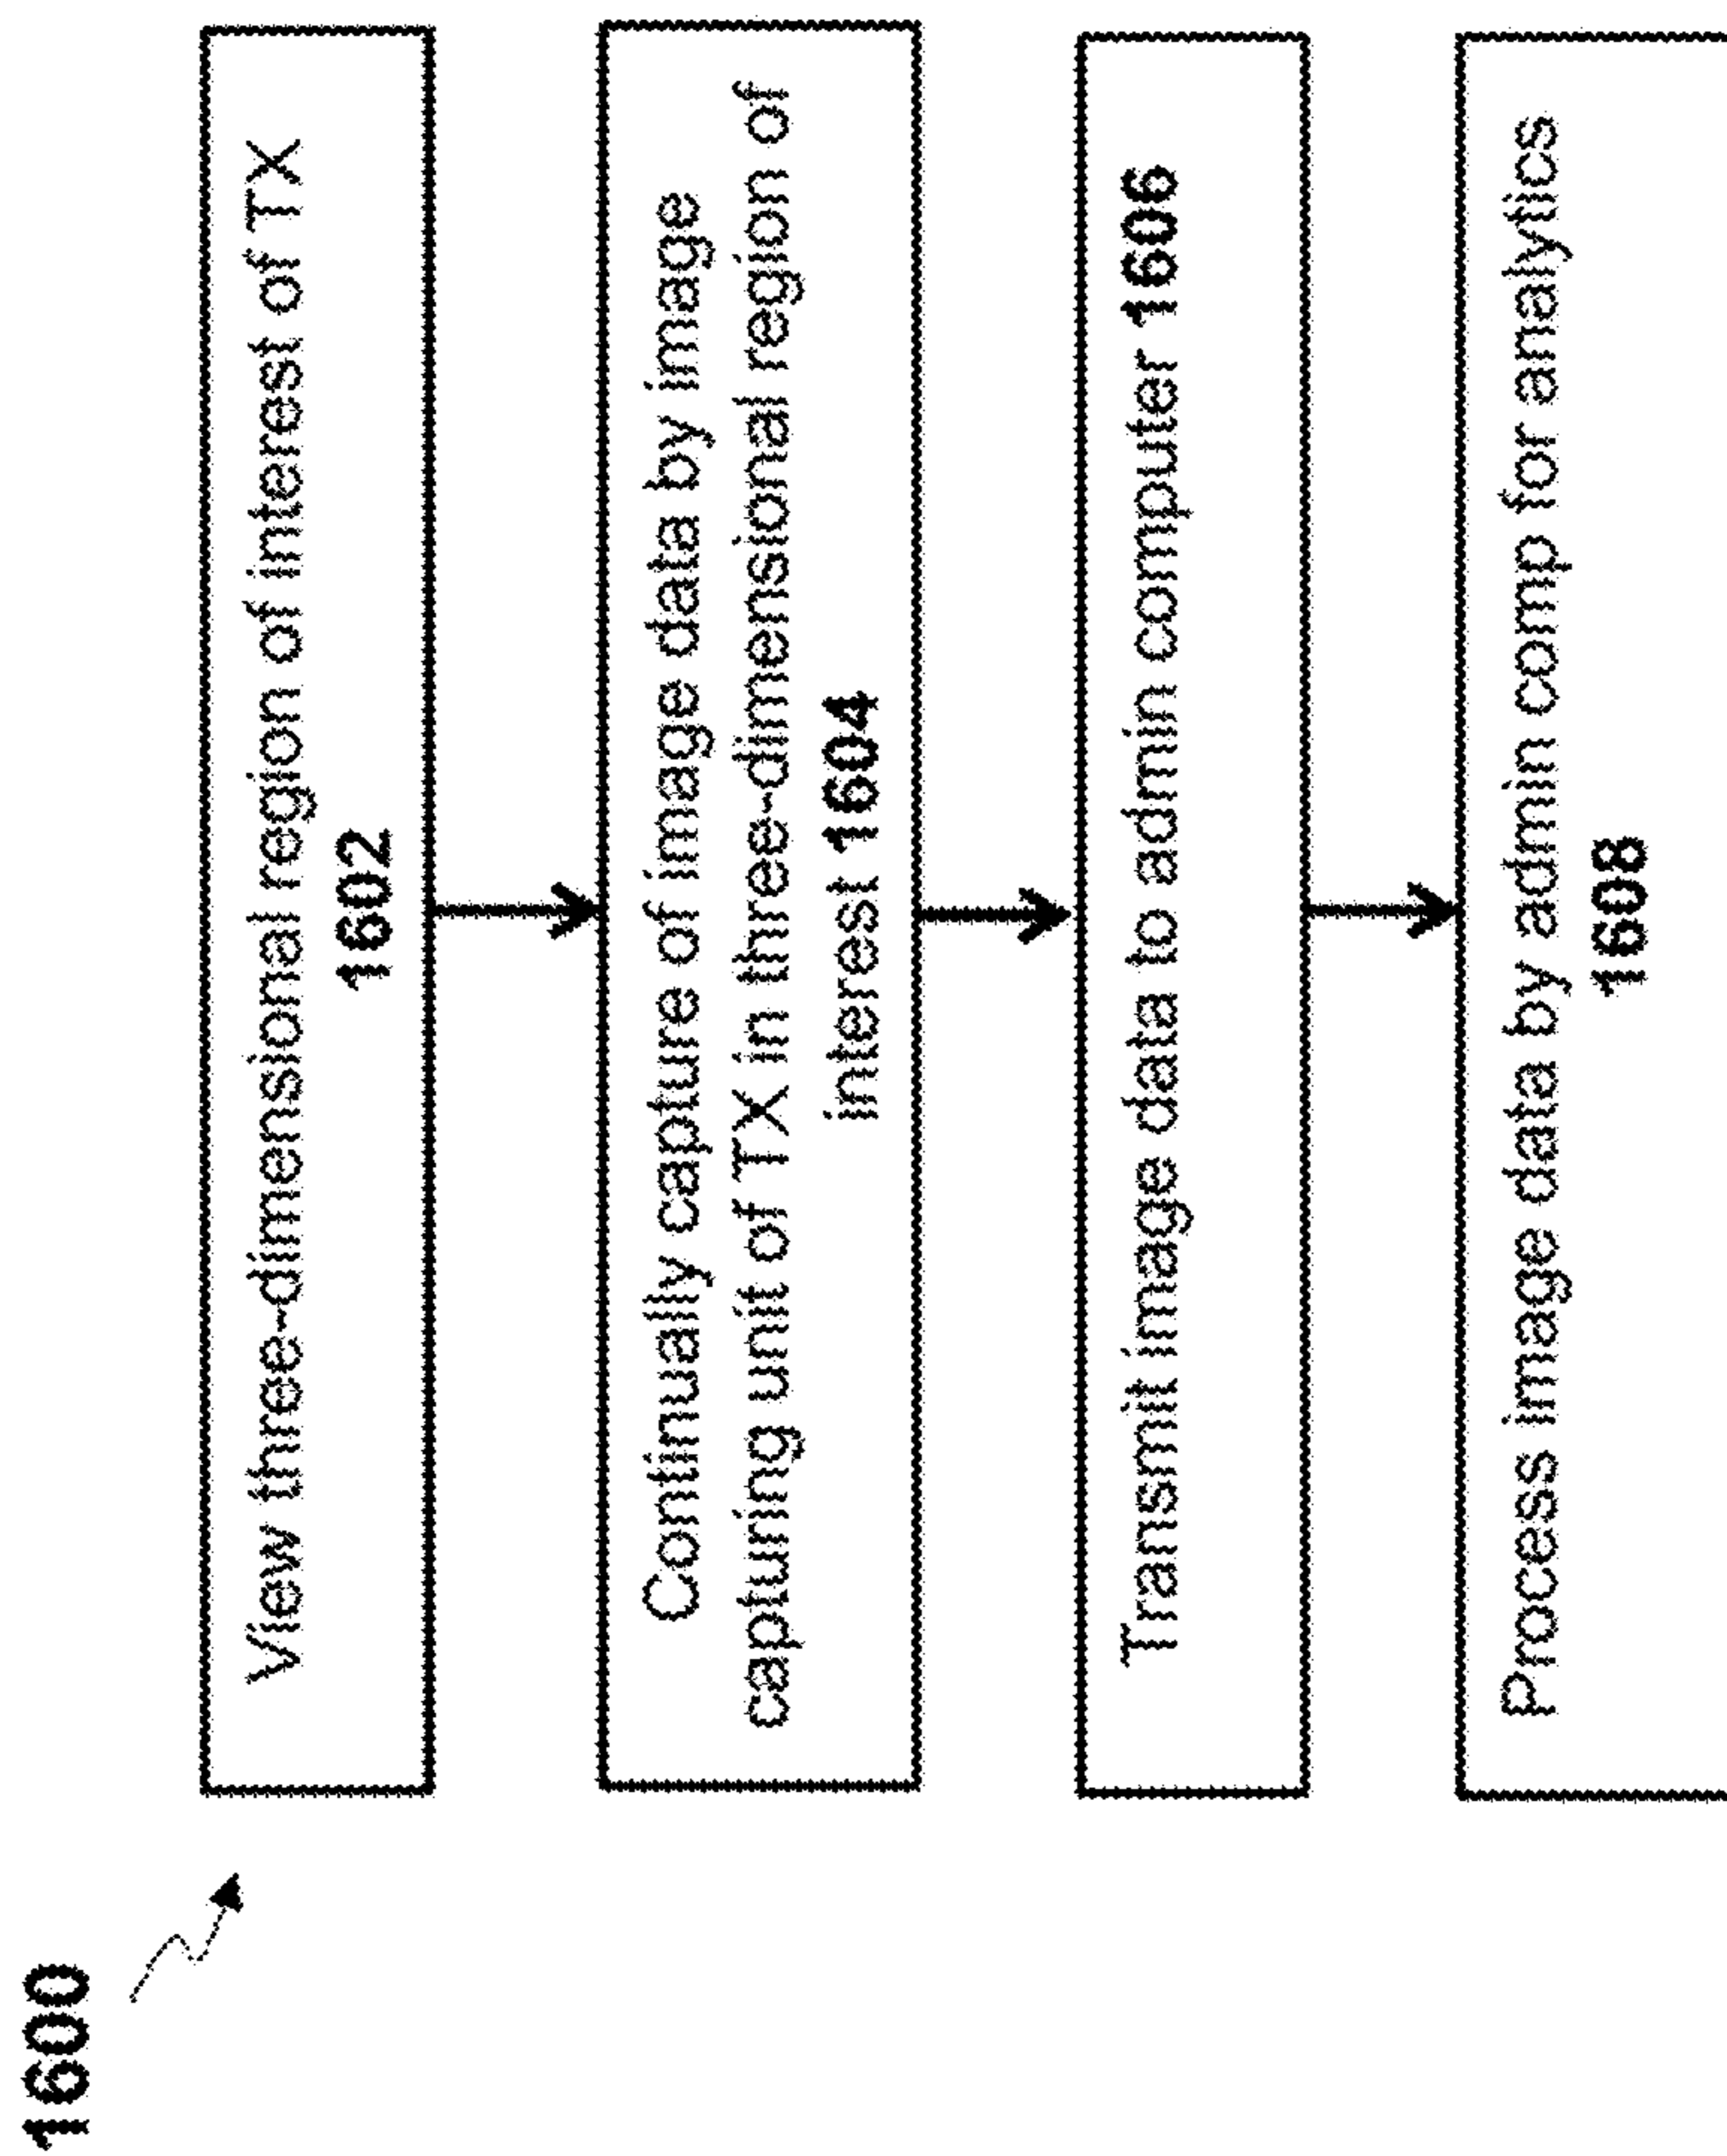 1600
View three-dimensional region of interest of TX
1602
Continually capture of image data by image
capturing unit of TX in three-dimensional region of
interest 1604
Transmit image data to admin computer 1606
Process image data by admin comp for analytics
1608